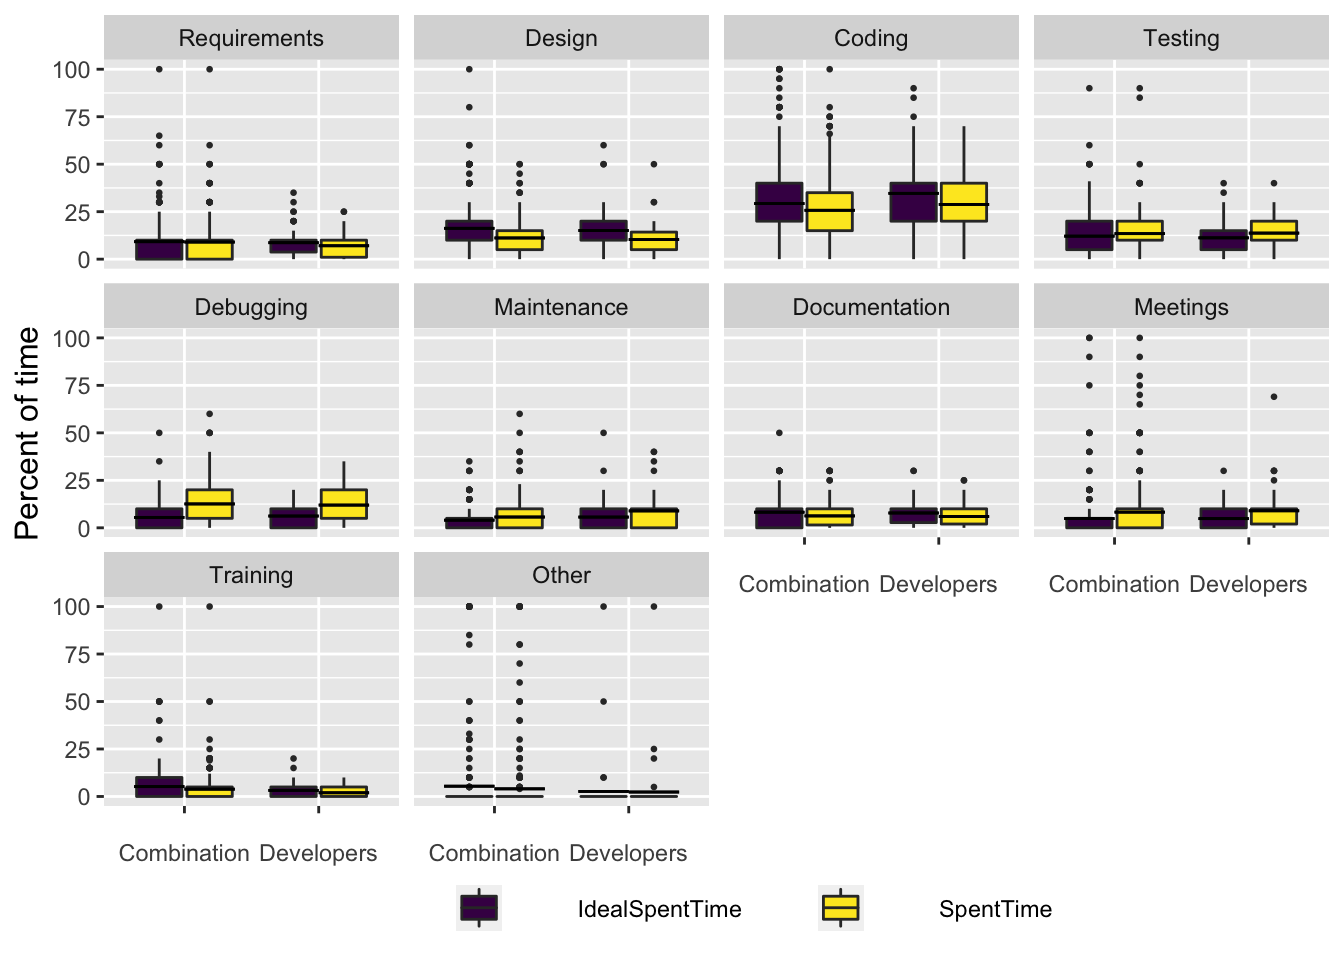 Requirements Design Coding Testing
100
75
50
25
0
Debugging Maintenance Documentation Meetings
100
75
50
25
0
Percent of time
Combination Developers Combination Developers
Training Other
100
75
50
25
0
Combination Developers Combination Developers
IdealSpentTime SpentTime